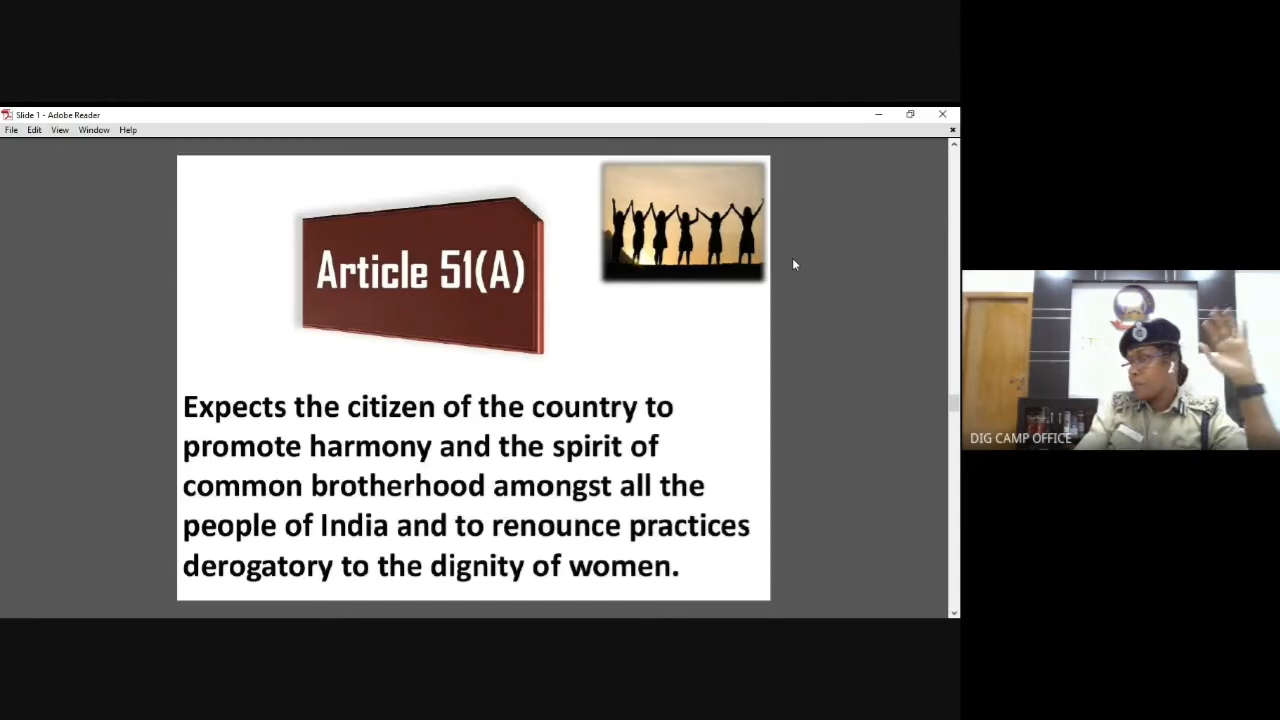 Slide 1 - Adobe Reader
File Edit View Window Help
Article 51(A)
Expects the citizen of the country to
promote harmony and the spirit of
common brotherhood amongst all the
people of India and to renounce practices
derogatory to the dignity of women.
DIG CAMP OFFICE